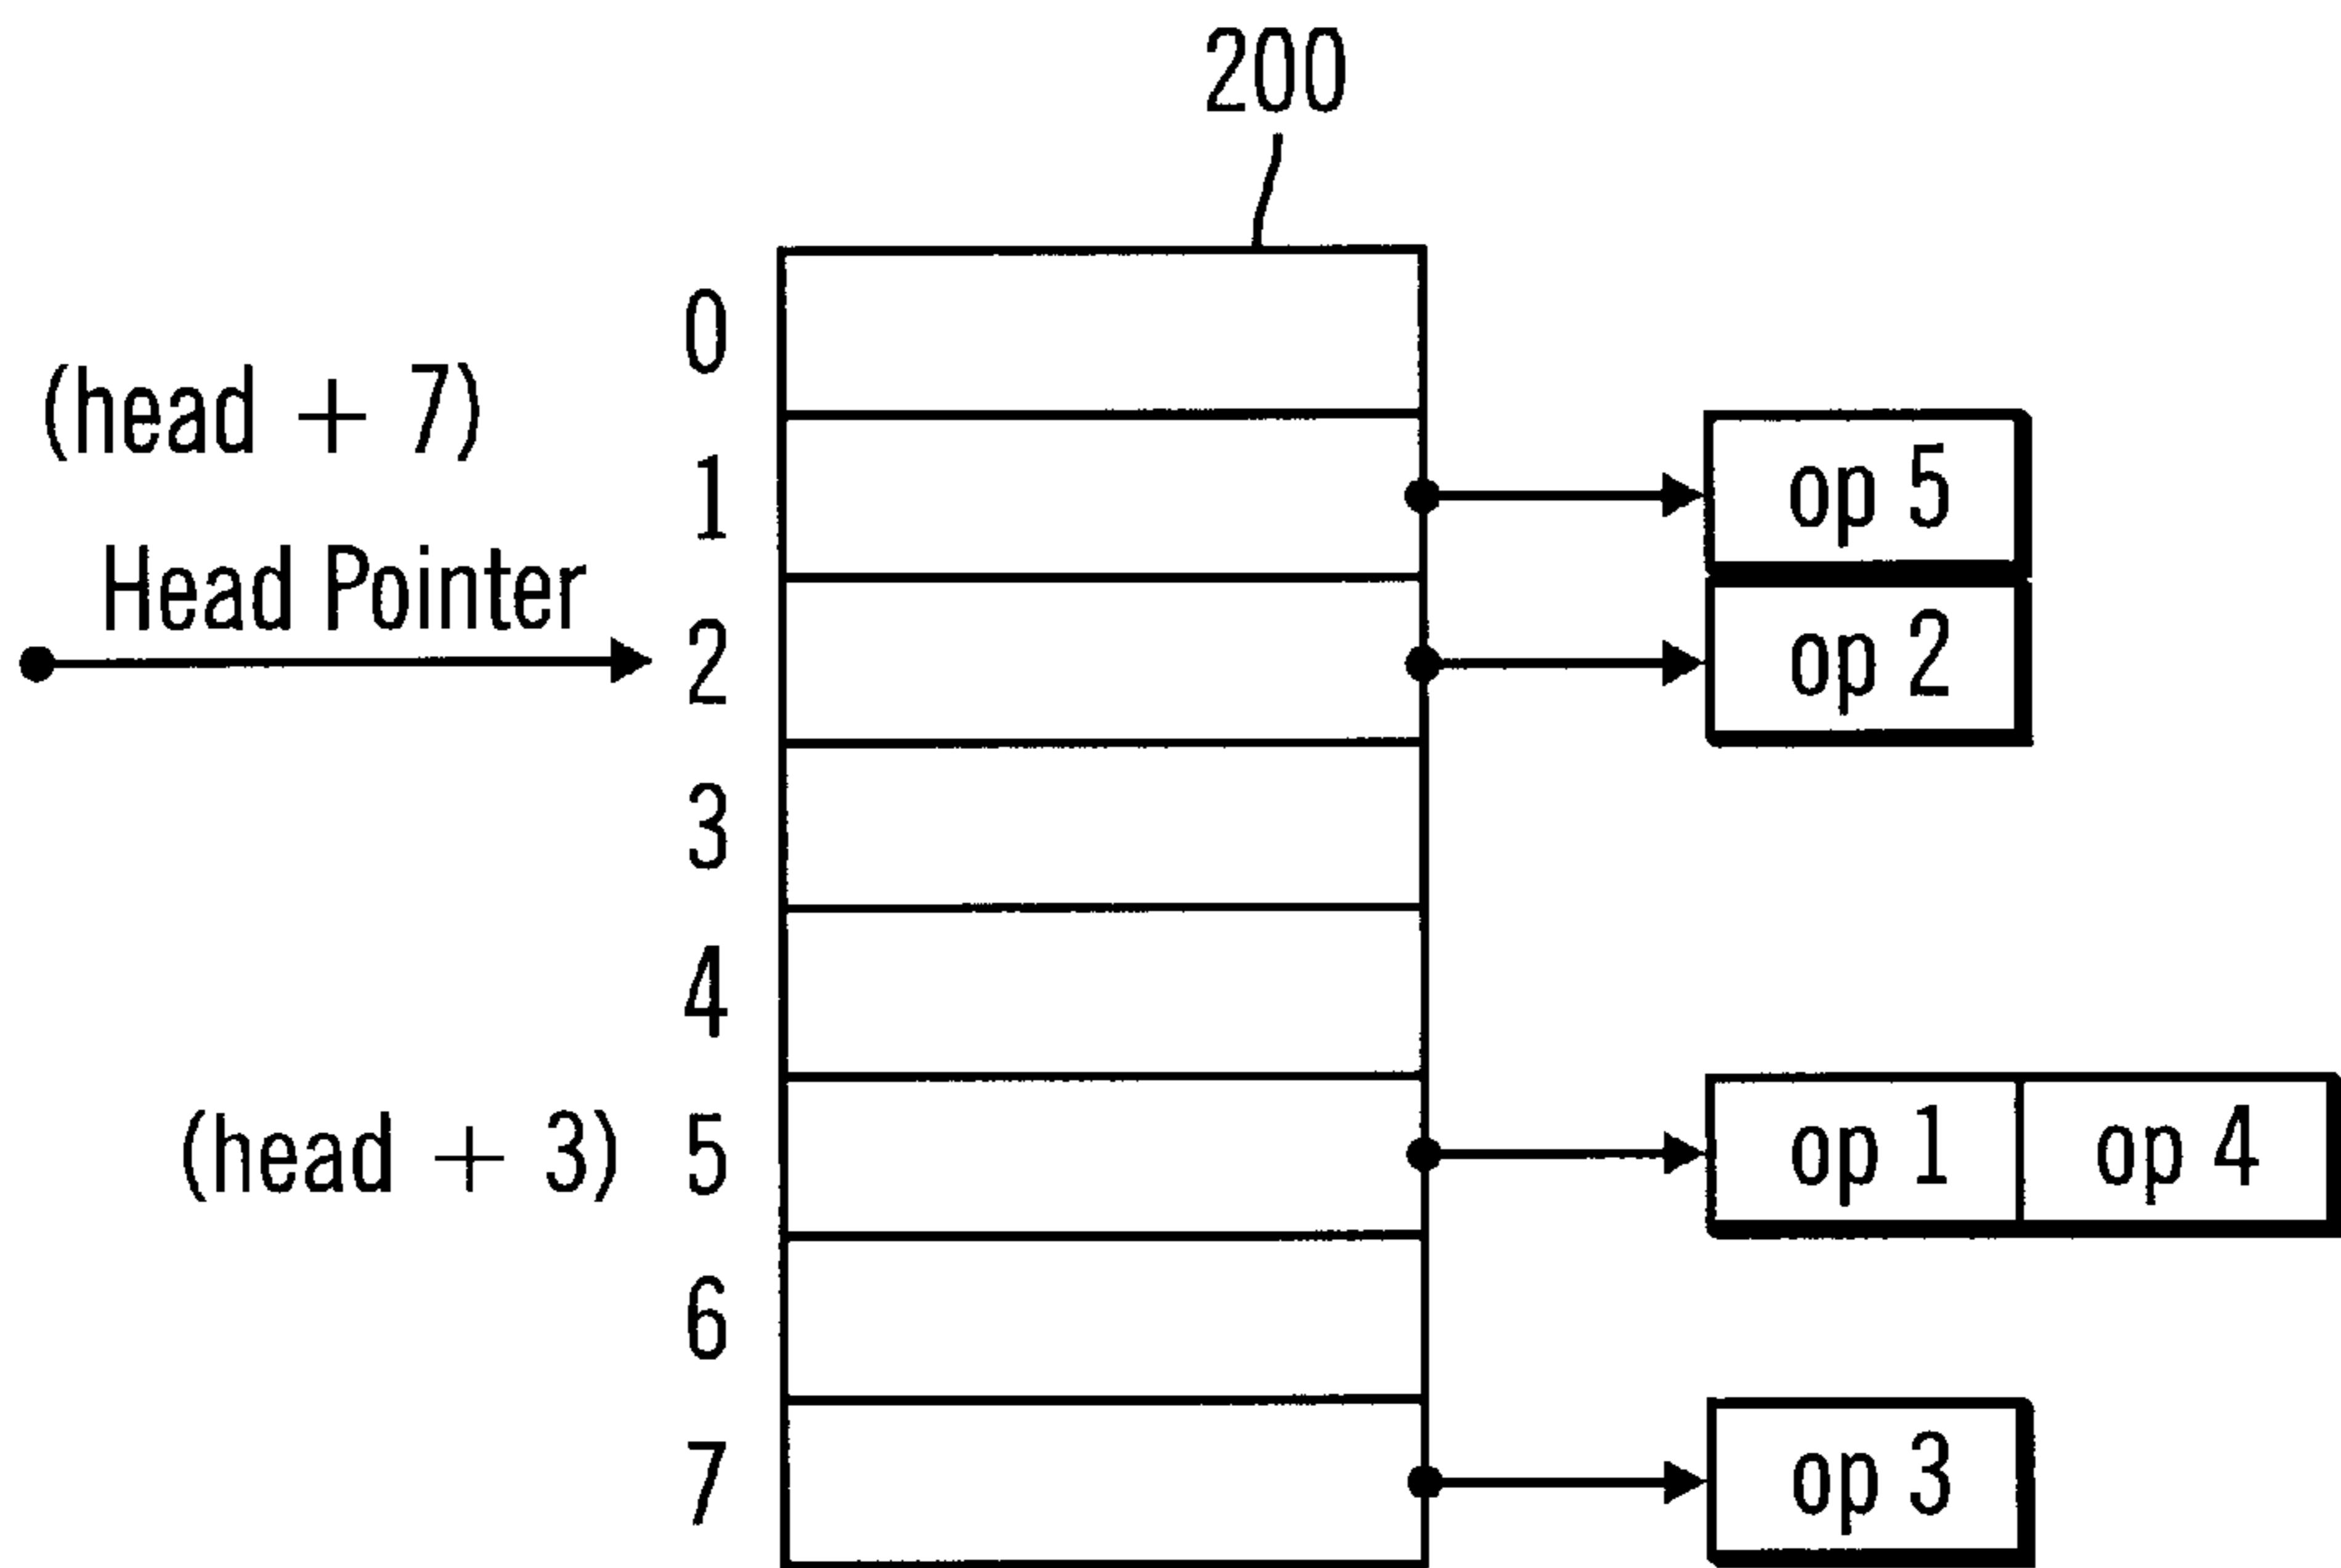 200
0
(head + 7)
1
op 5
Head Pointer
2
op 2
3
4
(head + 3) 5
op 1
op 4
6
7
op 3